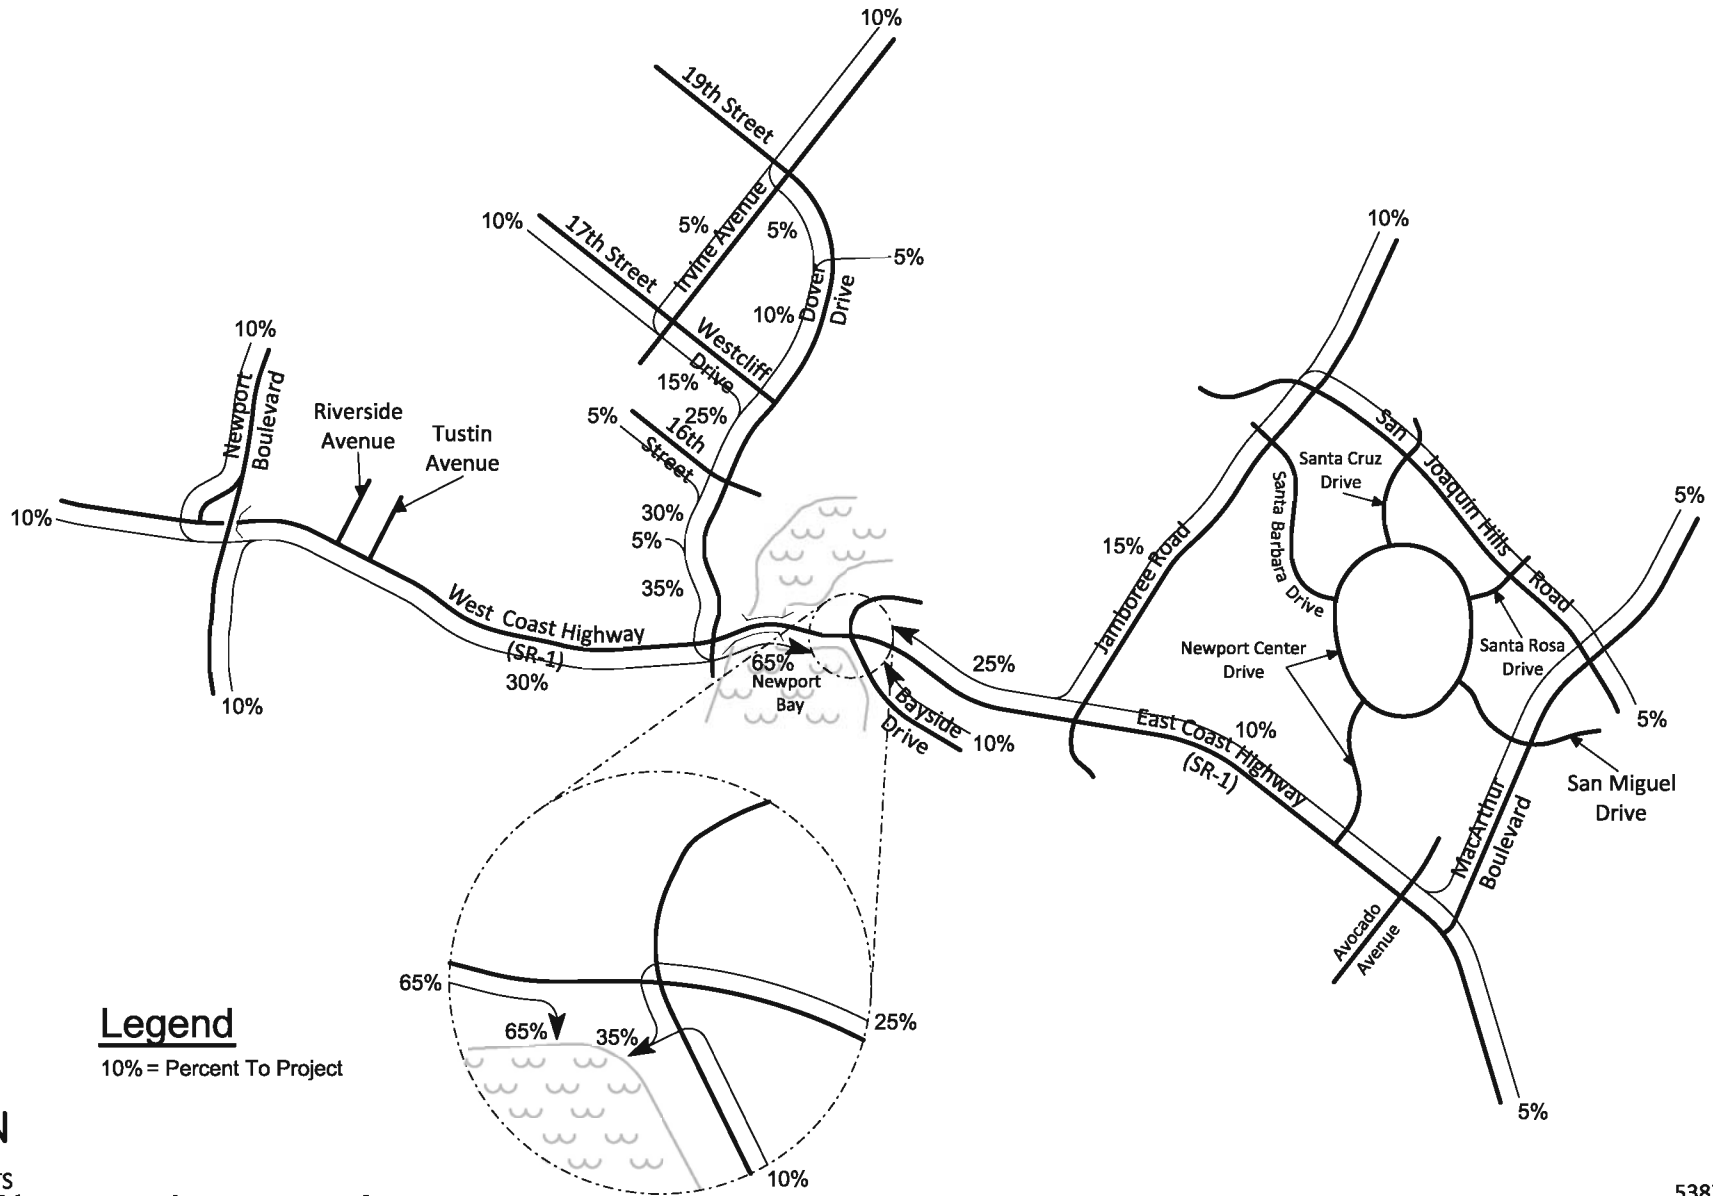 10%
19th Street
10%
17th Street
Irvine Avenue
5%
5%
5%
Dover
Drive
10%
Westcliff
Drive
15%
25%
5%
16th
Street
30%
5%
35%
10%
Newport
Boulevard
Riverside
Avenue
Tustin
Avenue
10%
10%
West Coast Highway
(SR-1)
30%
65%
Newport
Bay
25%
Bayside
Drive
10%
10%
Jamboree Road
15%
San
Joaquin Hills
Road
Santa Cruz
Drive
Santa Barbara
Drive
Newport Center
Drive
Santa Rosa
Drive
5%
5%
East Coast Highway
(SR-1)
10%
San Miguel
Drive
MacArthur
Boulevard
Avocado
Avenue
5%
65%
65%
35%
25%
10%
Legend
10% = Percent To Project
N
rs
538